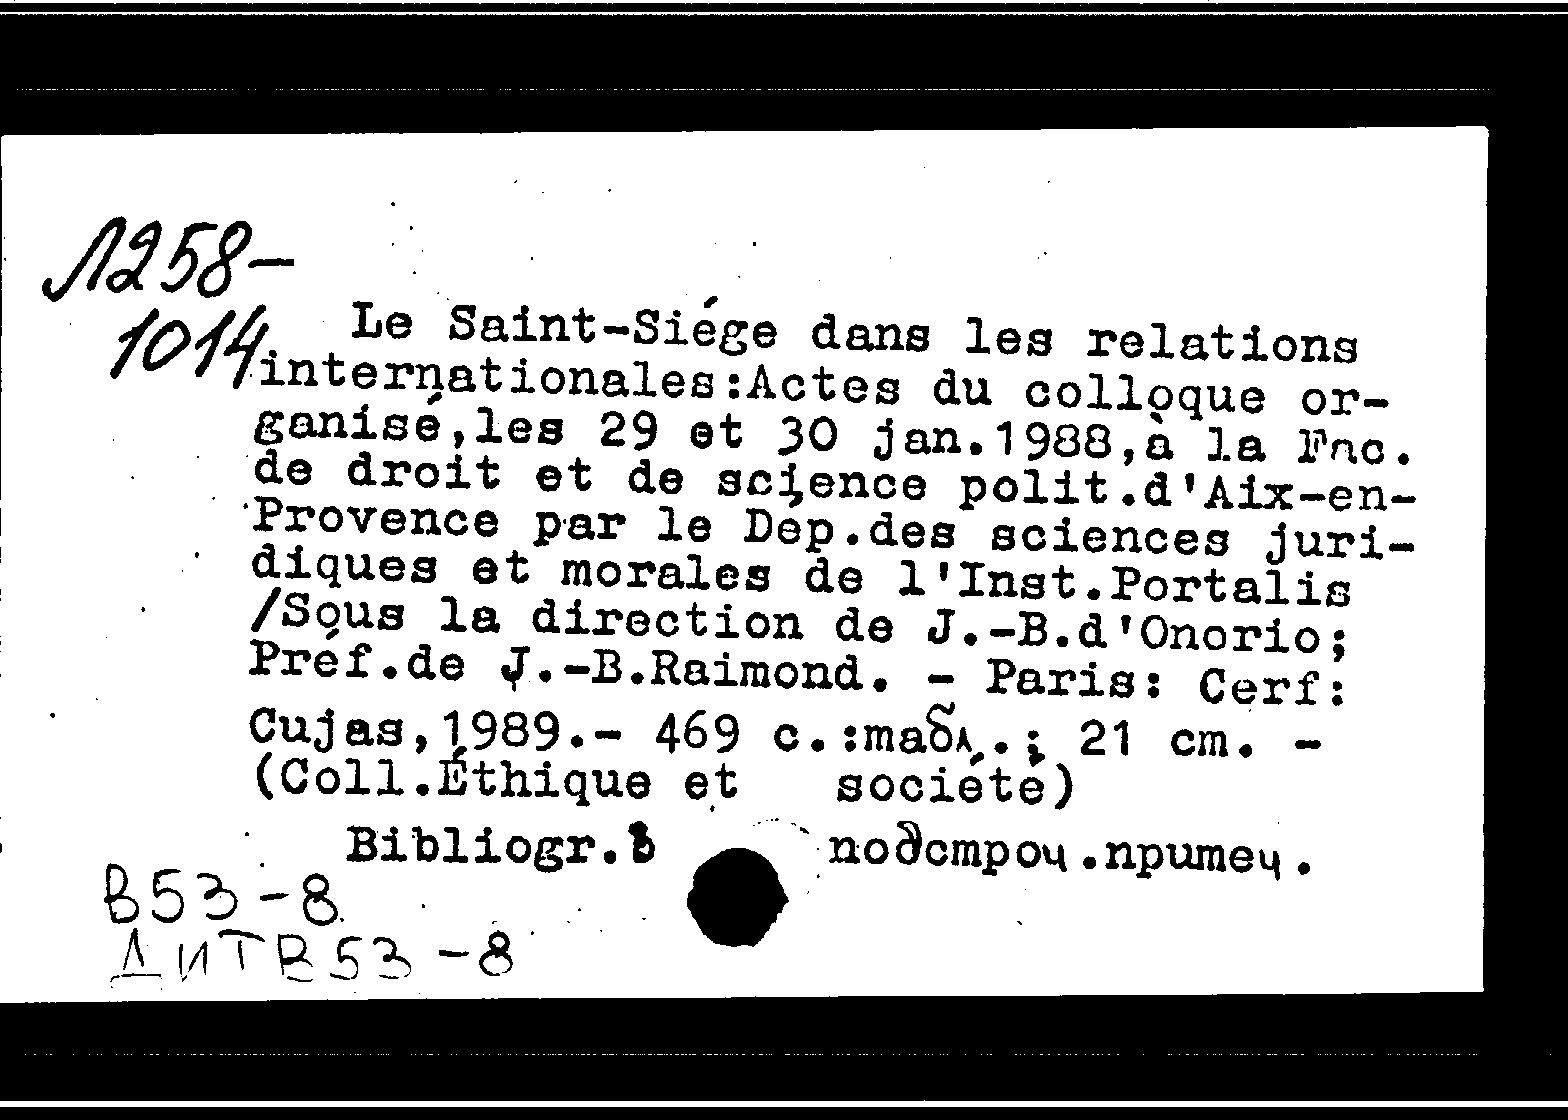 Л258-
1014
Le Saint-Siége dans les relations
internationales:Actes du colloque or-
ganisé,les 29 et 30 jan.1988,à la Fac.
de droit et de science polit.d'Aix-en-
Provence par le Dép.des sciences juri-
diques et morales de l'Inst.Portalis
/Sous la direction de J.-B.d'Onorio;
Préf.de J.-B.Raimond. - Paris: Cerf:
Cujas,1989.- 469 c.:табл.; 21 cm. -
(Coll.Éthique et société)
Bibliogr.в подстроч.примеч.
В53-8
ДИТВ53-8